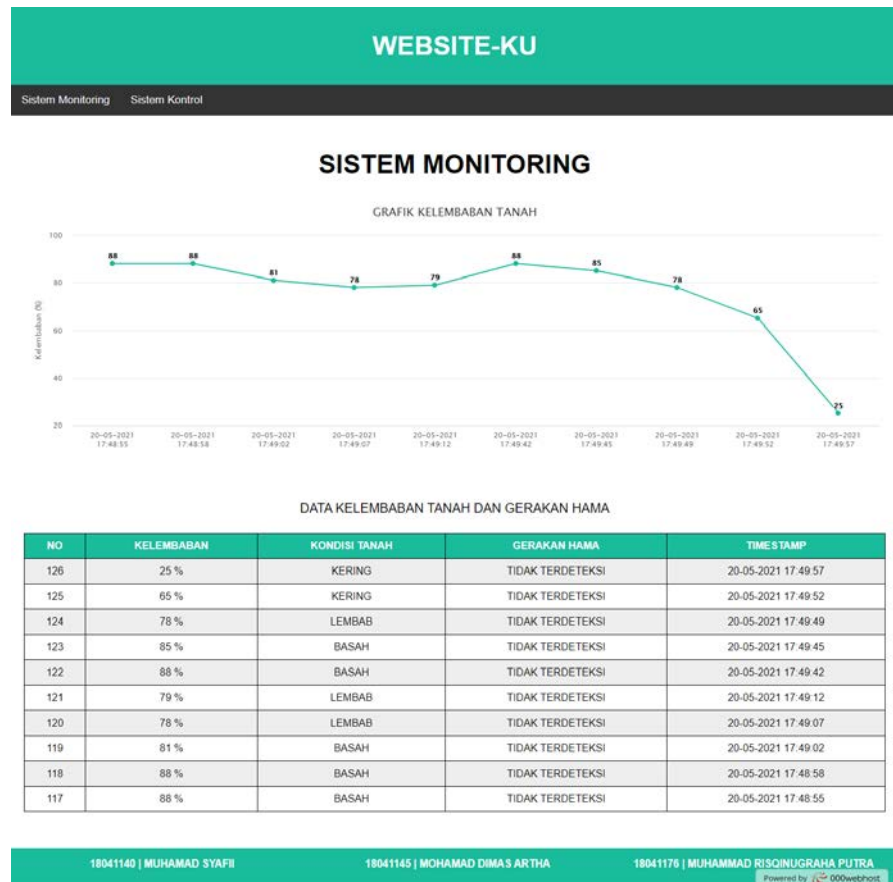 WEBSITE-KU
Sistem Monitoring Sistem Kontrol
SISTEM MONITORING
GRAFIK KELEMBABAN TANAH
Kelembaban (%)
100
80
60
40
20
88 88 81 78 79 88 85 78 65 25
20-05-2021 20-05-2021 20-05-2021 20-05-2021 20-05-2021 20-05-2021 20-05-2021 20-05-2021 20-05-2021 20-05-2021
17:48:55 17:48:58 17:49:02 17:49:07 17:49:12 17:49:42 17:49:45 17:49:49 17:49:52 17:49:57
DATA KELEMBABAN TANAH DAN GERAKAN HAMA
NO KELEMBABAN KONDISI TANAH GERAKAN HAMA TIMESTAMP
126 25 % KERING TIDAK TERDETEKSI 20-05-2021 17:49:57
125 65 % KERING TIDAK TERDETEKSI 20-05-2021 17:49:52
124 78 % LEMBAB TIDAK TERDETEKSI 20-05-2021 17:49:49
123 85 % BASAH TIDAK TERDETEKSI 20-05-2021 17:49:45
122 88 % BASAH TIDAK TERDETEKSI 20-05-2021 17:49:42
121 79 % LEMBAB TIDAK TERDETEKSI 20-05-2021 17:49:12
120 78 % LEMBAB TIDAK TERDETEKSI 20-05-2021 17:49:07
119 81 % BASAH TIDAK TERDETEKSI 20-05-2021 17:49:02
118 88 % BASAH TIDAK TERDETEKSI 20-05-2021 17:48:58
117 88 % BASAH TIDAK TERDETEKSI 20-05-2021 17:48:55
18041140 | MUHAMAD SYAFII 18041145 | MOHAMAD DIMAS ARTHA 18041176 | MUHAMMAD RISQINUGRAHA PUTRA
Powered by 000webhost